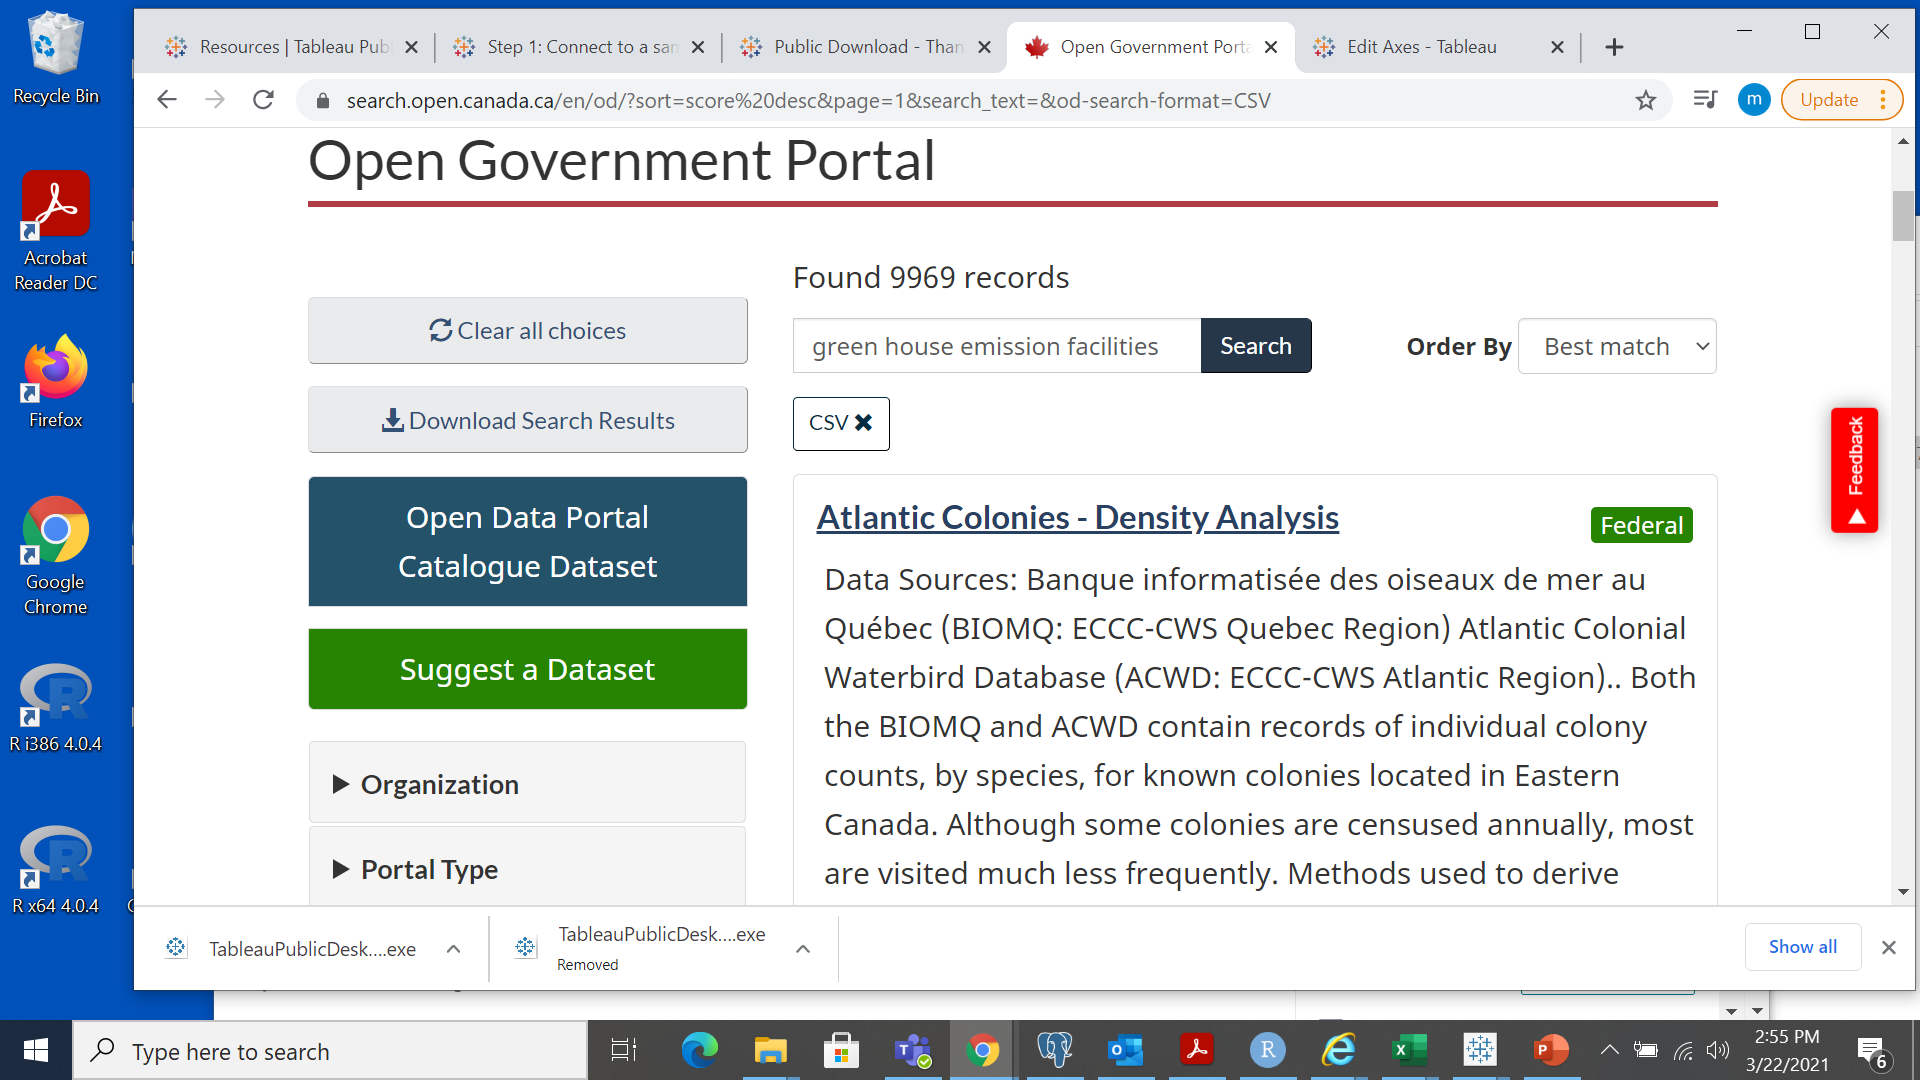 Resources | Tableau Publ
Step 1: Connect to a san
Public Download - Than
Open Government Porta
Edit Axes - Tableau
search.open.canada.ca/en/od/?sort=score%20desc&page=1&search_text=&od-search-format=CSV
m
Update
Recycle Bin
Acrobat
Reader DC
Firefox
Google
Chrome
R i386 4.0.4
R x64 4.0.4
Open Government Portal
Clear all choices
Download Search Results
Open Data Portal
Catalogue Dataset
Suggest a Dataset
Organization
Portal Type
Found 9969 records
green house emission facilities
Search
Order By
Best match
CSV
Atlantic Colonies - Density Analysis
Federal
Data Sources: Banque informatisée des oiseaux de mer au
Québec (BIOMQ: ECCC-CWS Quebec Region) Atlantic Colonial
Waterbird Database (ACWD: ECCC-CWS Atlantic Region).. Both
the BIOMQ and ACWD contain records of individual colony
counts, by species, for known colonies located in Eastern
Canada. Although some colonies are censused annually, most
are visited much less frequently. Methods used to derive
Feedback
TableauPublicDesk....exe
TableauPublicDesk....exe
Removed
Show all
Type here to search
2:55 PM
3/22/2021
6